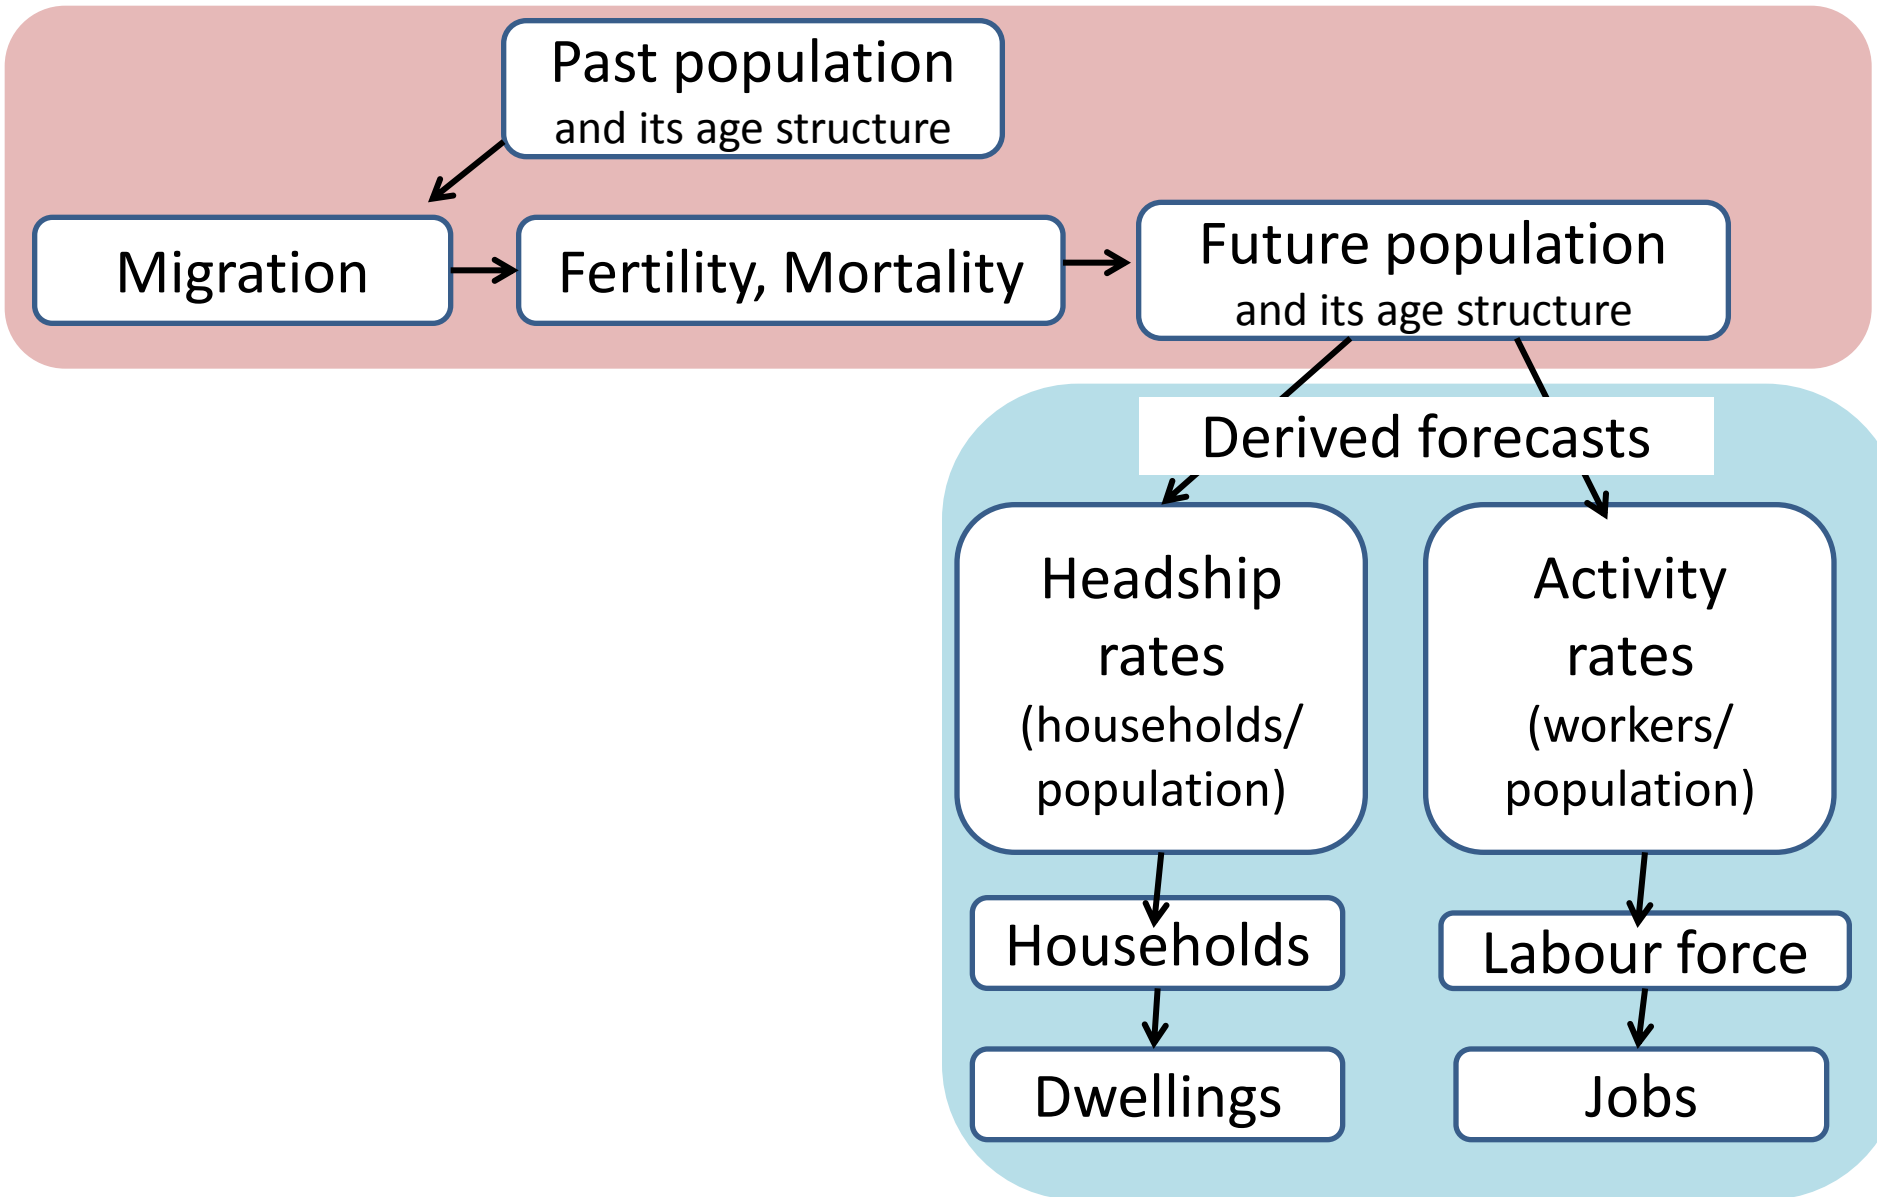 Past population
and its age structure
Migration
Fertility, Mortality
Future population
and its age structure
Derived forecasts
Headship
rates
(households/
population)
Activity
rates
(workers/
population)
Households
Labour force
Dwellings
Jobs